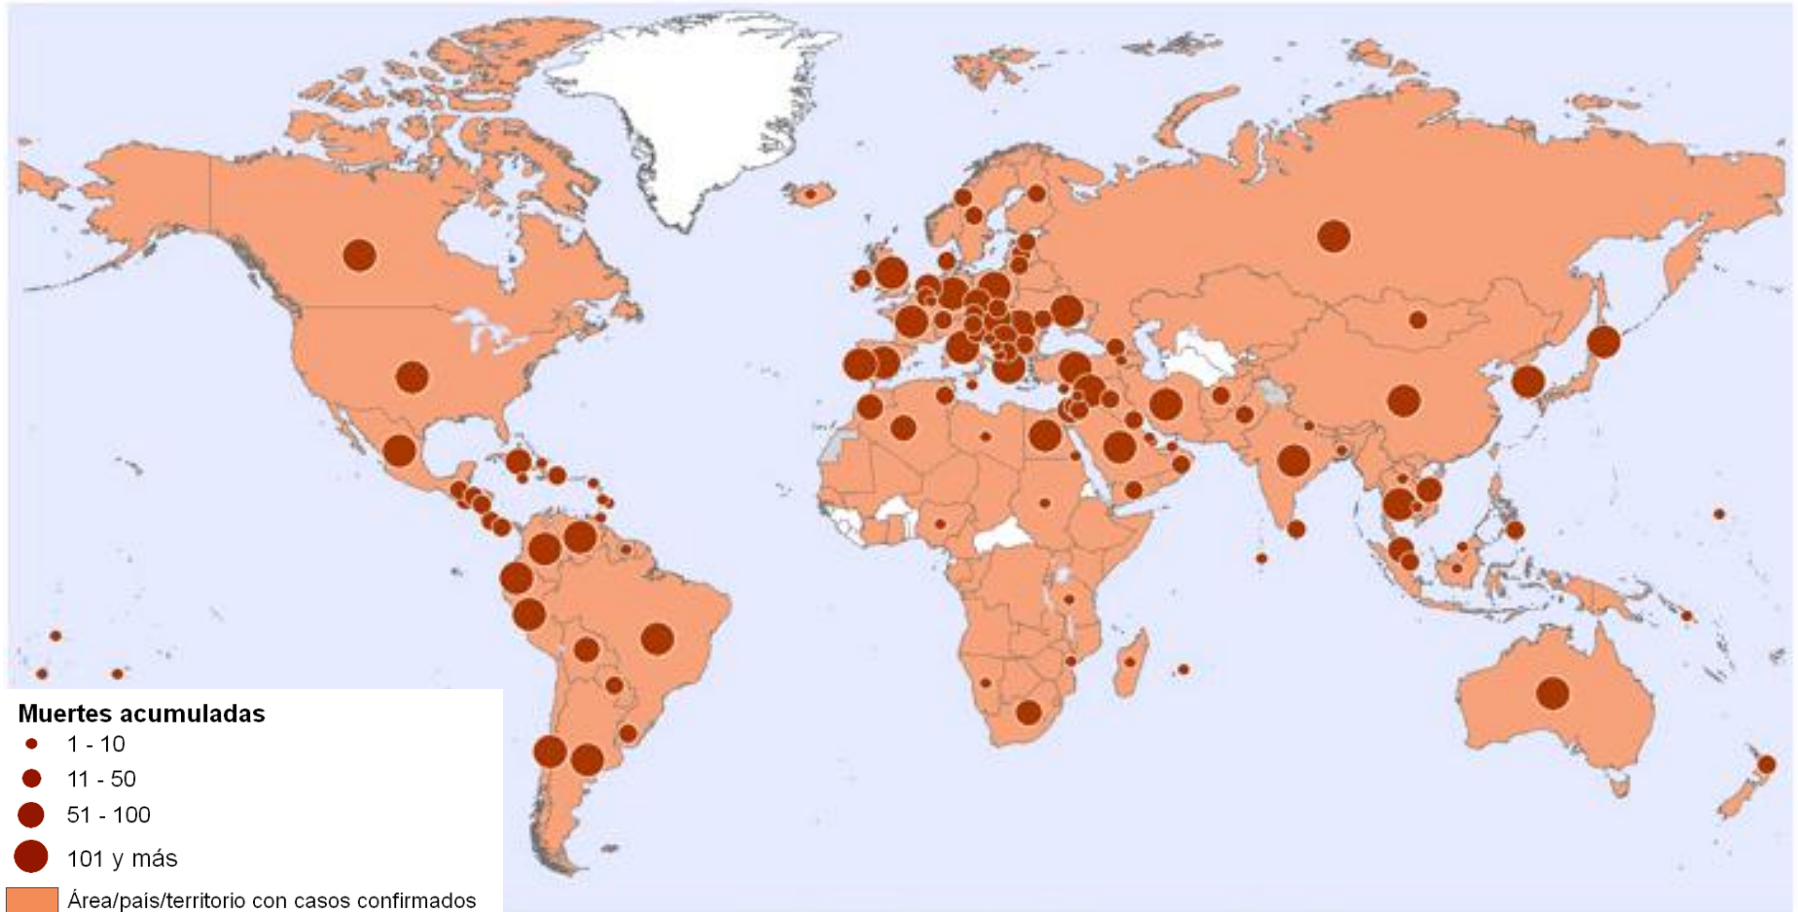 Muertes acumuladas
1 - 10
11 - 50
51 - 100
101 y más
Área/país/territorio con casos confirmados